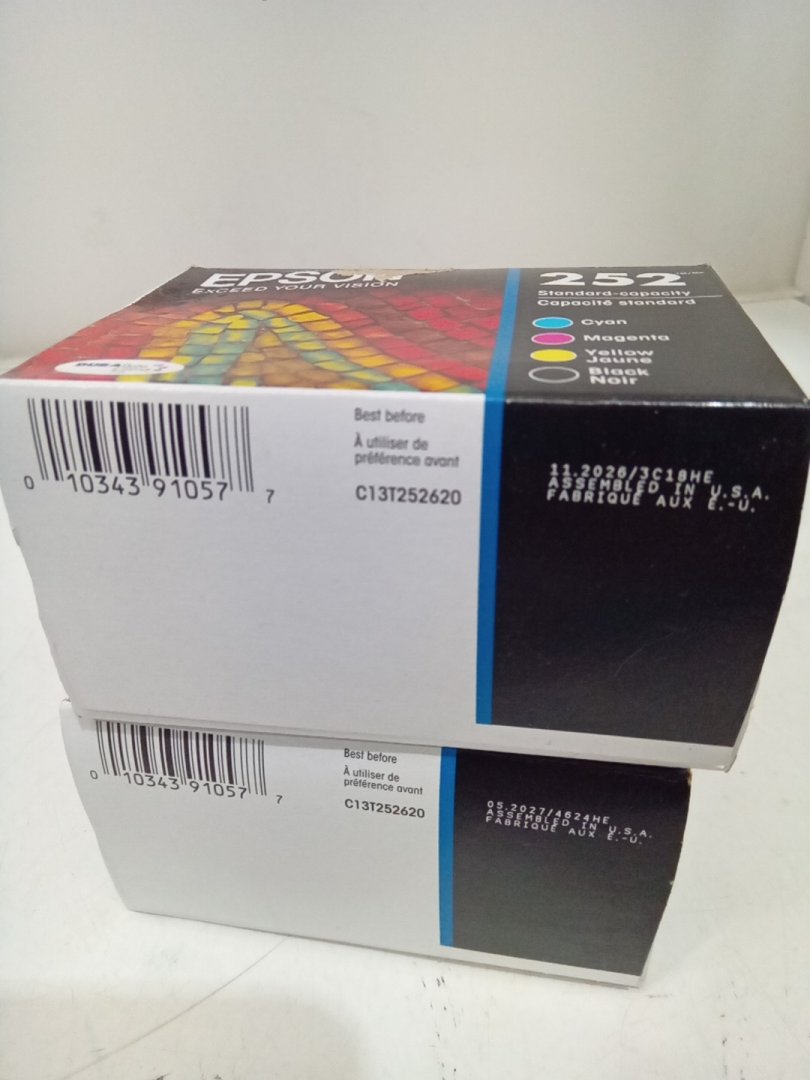 EPSON
EXCEED YOUR VISION
252
Standard-capacity
Capacité standard
Cyan
Magenta
Yellow
Jaune
Black
Noir
DURA
0 10343 91057 7
Best before
À utiliser de
préférence avant
C13T252620
11.2026/3C18HE
ASSEMBLED IN U.S.A.
FABRIQUÉ AUX É.-U.
0 10343 91057 7
Best before
À utiliser de
préférence avant
C13T252620
05.2027/4624HE
ASSEMBLED IN U.S.A.
FABRIQUÉ AUX É.-U.